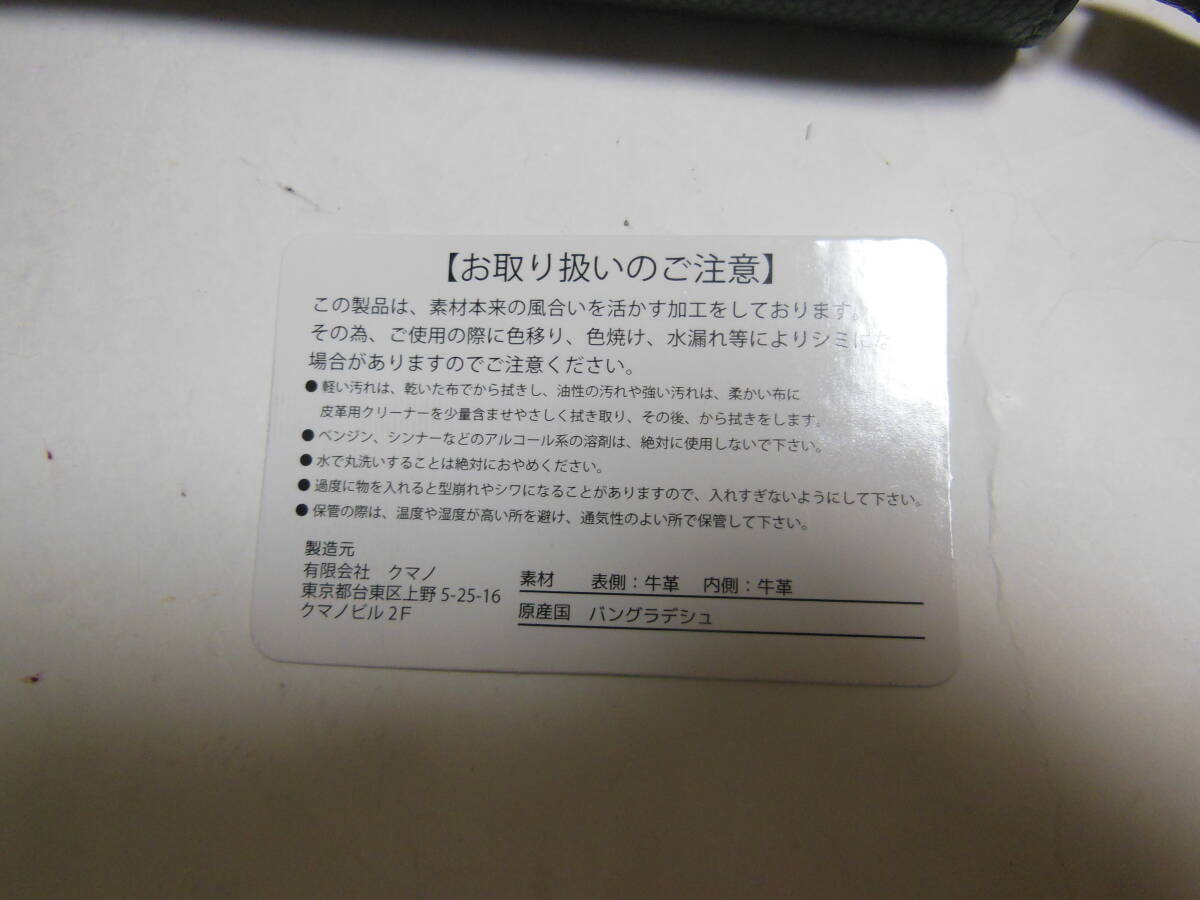 【お取り扱いのご注意】
この製品は、素材本来の風合いを活かす加工をしております。
その為、ご使用の際に色移り、色焼け、水漏れ等によりシミにな
場合がありますのでご注意ください。
●軽い汚れは、乾いた布でから拭きし、油性の汚れや強い汚れは、柔かい布に
皮革用クリーナーを少量含ませやさしく拭き取り、その後、から拭きをします。
●ベンジン、シンナーなどのアルコール系の溶剤は、絶対に使用しないで下さい。
●水で丸洗いすることは絶対におやめください。
●過度に物を入れると型崩れやシワになることがありますので、入れすぎないようにして下さい。
●保管の際は、温度や湿度が高い所を避け、通気性のよい所で保管して下さい。
製造元
有限会社 クマノ
東京都台東区上野 5-25-16
クマノビル 2F
素材 表側：牛革 内側：牛革
原産国 バングラデシュ